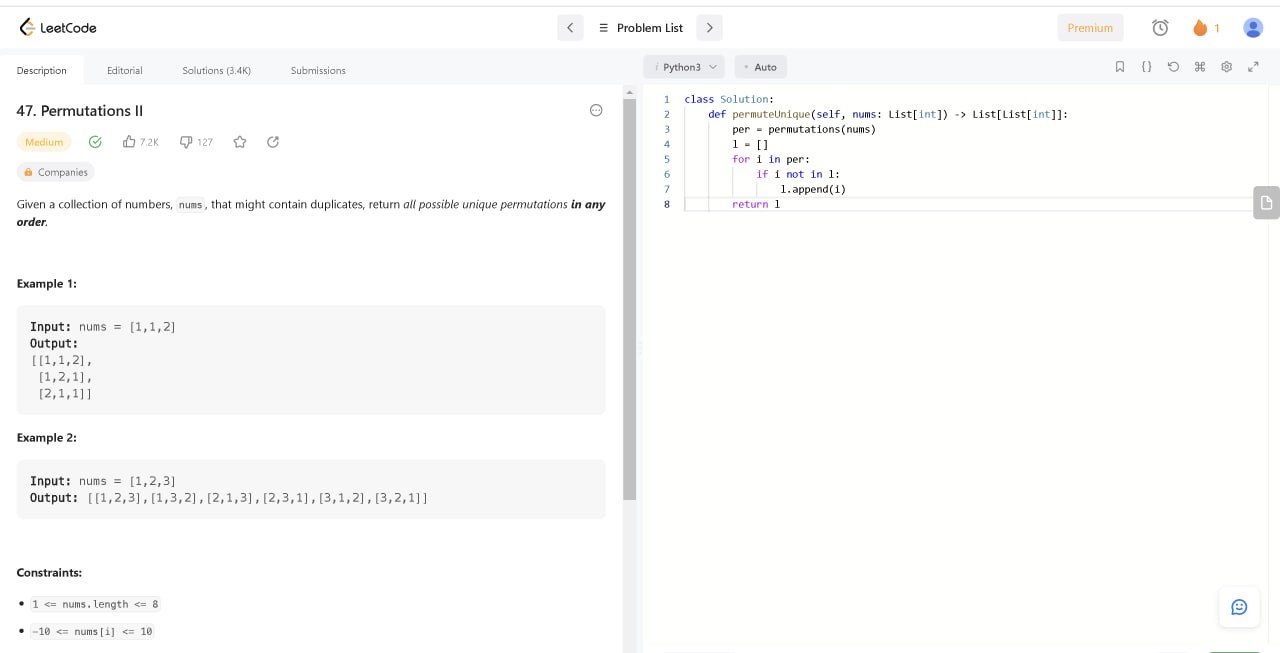 LeetCode
Problem List
Premium
1
Description
Editorial
Solutions (3.4K)
Submissions
47. Permutations II
Medium
7.2K
127
Companies
Given a collection of numbers, nums, that might contain duplicates, return all possible unique permutations in any
order.
Example 1:
Input: nums = [1,1,2]
Output:
[[1,1,2],
[1,2,1],
[2,1,1]]
Example 2:
Input: nums = [1,2,3]
Output: [[1,2,3],[1,3,2],[2,1,3],[2,3,1],[3,1,2],[3,2,1]]
Constraints:
• 1 <= nums.length <= 8
• -10 <= nums[i] <= 10
i Python3
• Auto
{}
1 class Solution:
2 def permuteUnique(self, nums: List[int]) -> List[List[int]]:
3 per = permutations(nums)
4 l = []
5 for i in per:
6 if i not in l:
7 l.append(i)
8 return l